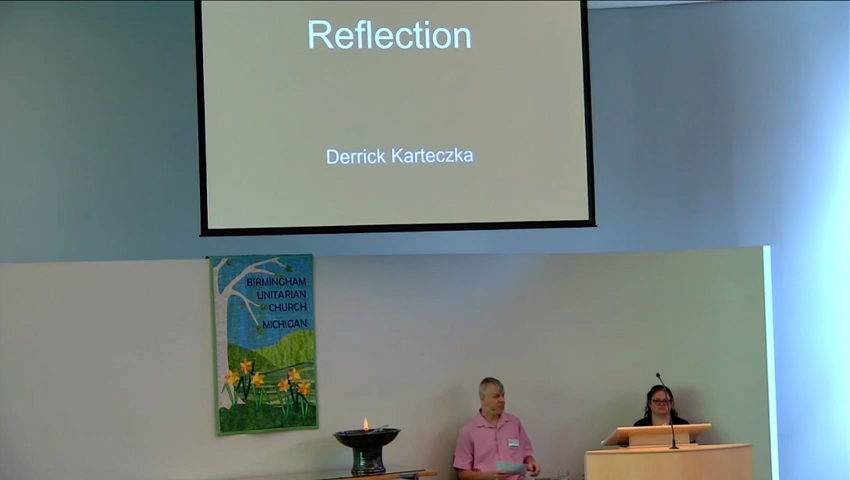 Reflection
Derrick Karteczka
BIRMINGHAM
UNITARIAN
CHURCH
MICHIGAN